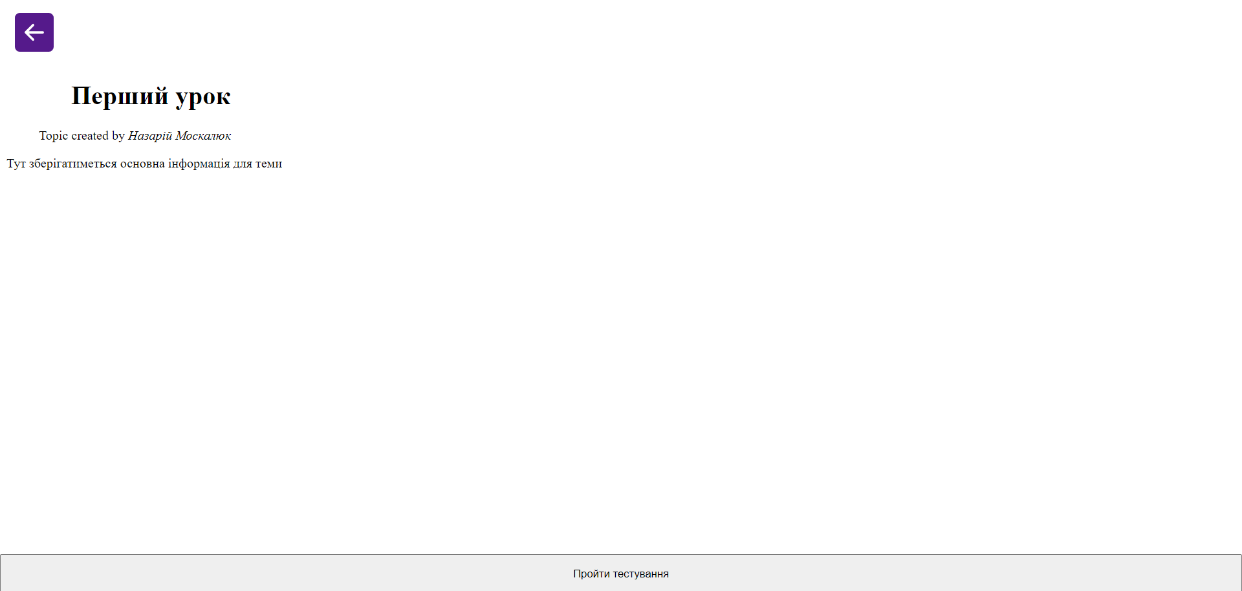 Перший урок
Topic created by Назарій Москалюк
Тут зберігатиметься основна інформація для теми
Пройти тестування